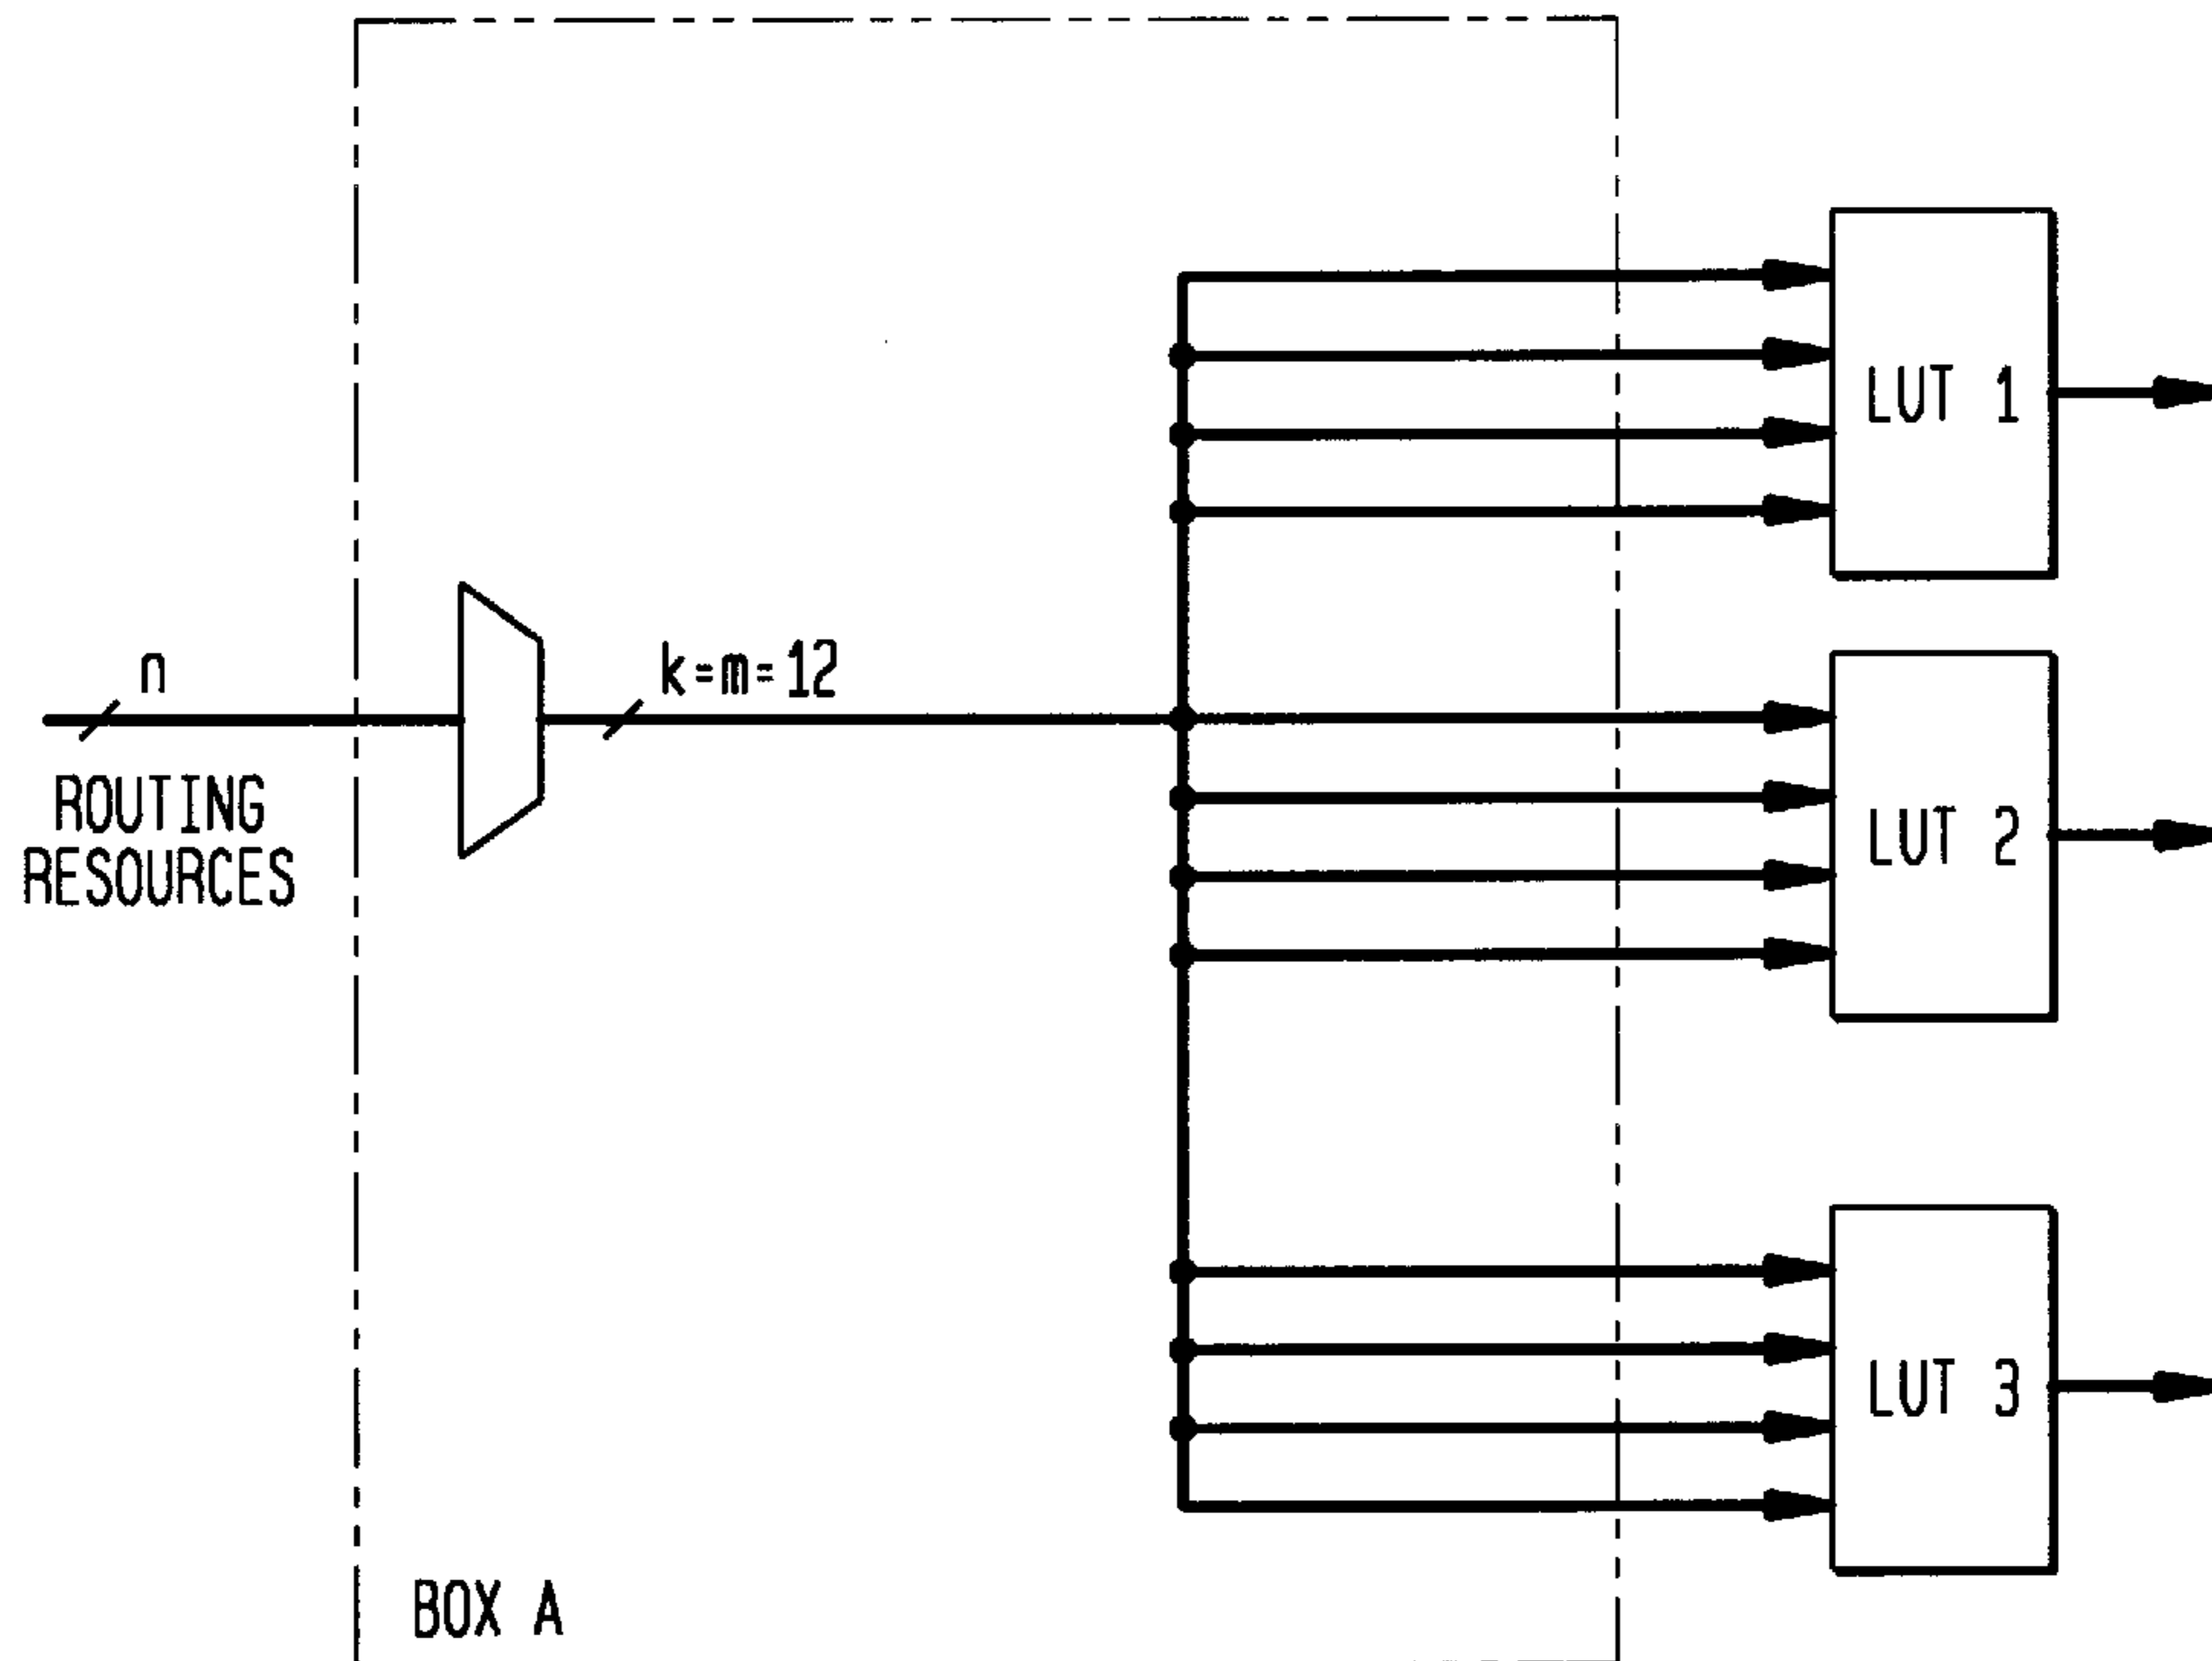 LUT 1
n
k=m=12
ROUTING
RESOURCES
LUT 2
LUT 3
BOX A